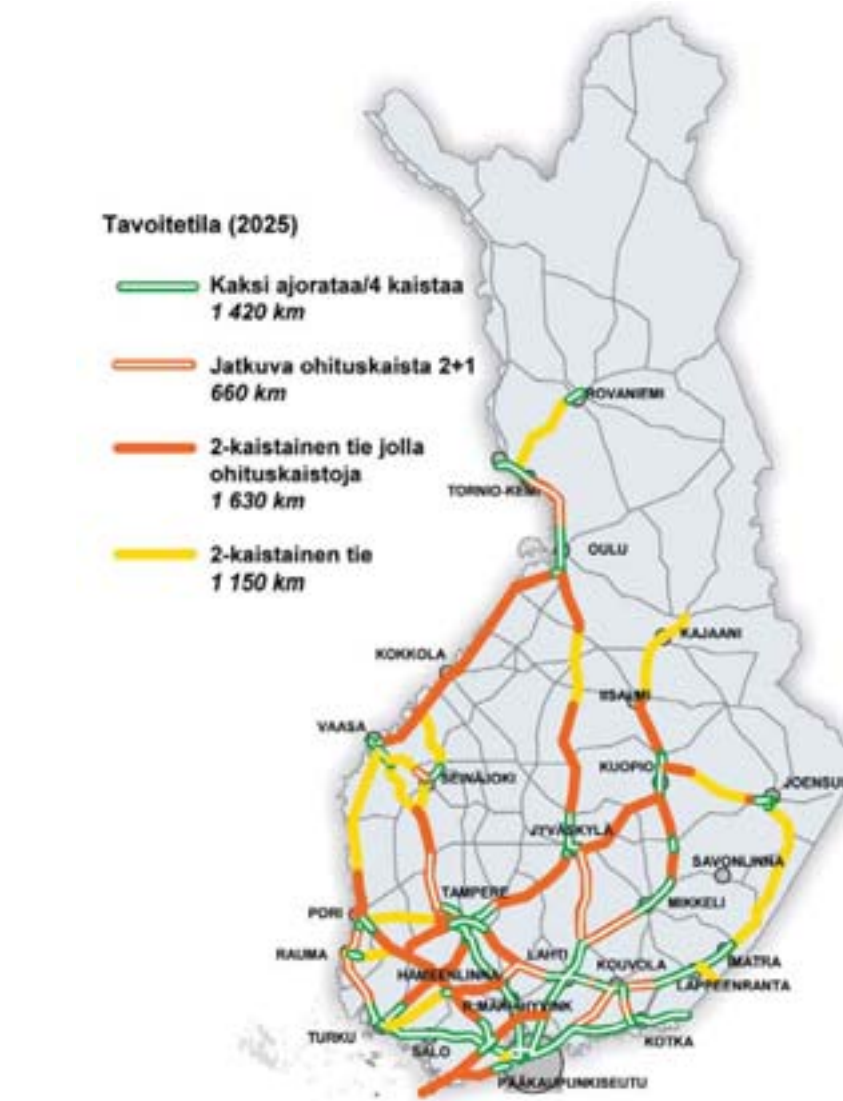 Tavoitetila (2025)
Kaksi ajorataa/4 kaistaa
1 420 km
Jatkuva ohituskaista 2+1
660 km
2-kaistainen tie jolla
ohituskaistoja
1 630 km
2-kaistainen tie
1 150 km
ROVANIEMI
TORNIO-KEMI
OULU
KAJAANI
KOKKOLA
IISALMI
VAASA
KUOPIO
SEINÄJOKI
JOENSUU
JYVÄSKYLÄ
SAVONLINNA
TAMPERE
MIKKELI
PORI
RAUMA
LAHTI
KOUVOLA
IMATRA
HÄMEENLINNA
LAPPEENRANTA
TURKU
SALO
KOTKA
PÄÄKAUPUNKISEUTU